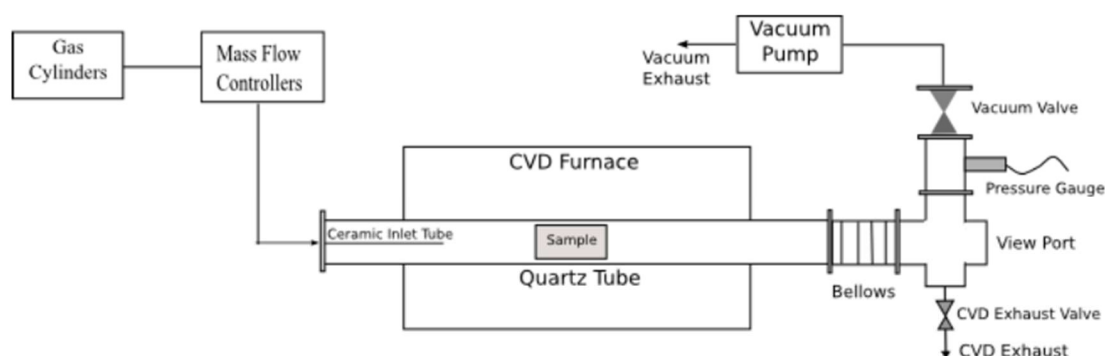 Gas
Cylinders
Mass Flow
Controllers
Vacuum
Exhaust
Vacuum
Pump
Vacuum Valve
Pressure Gauge
CVD Furnace
Ceramic Inlet Tube
Sample
View Port
Quartz Tube
Bellows
CVD Exhaust Valve
CVD Exhaust